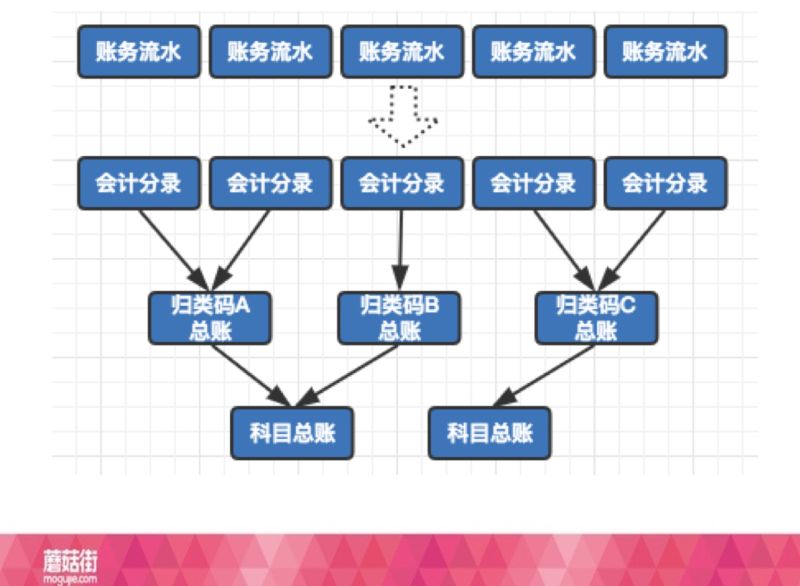 账务流水 账务流水 账务流水 账务流水 账务流水
会计分录 会计分录 会计分录 会计分录 会计分录
归类码A
总账
归类码B
总账
归类码C
总账
科目总账 科目总账
蘑菇街
mogujie.com